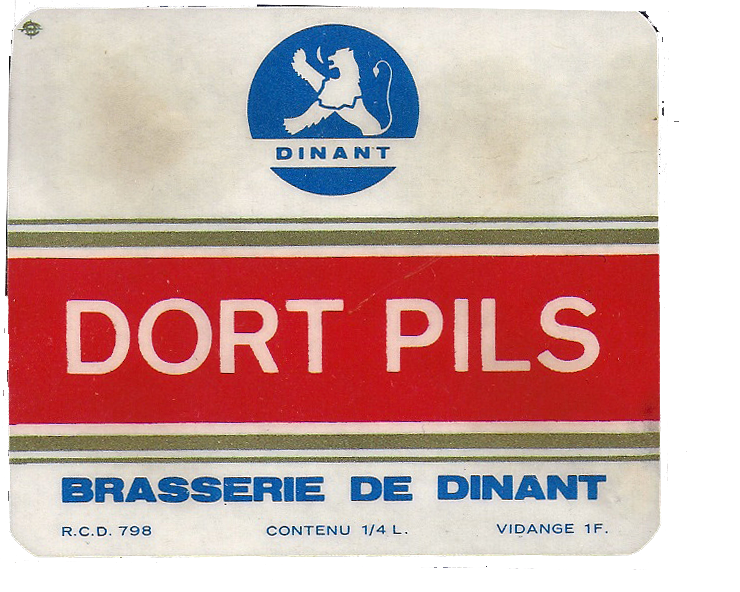 DINANT
DORT PILS
BRASSERIE DE DINANT
R.C.D. 798 CONTENU 1/4 L. VIDANGE 1F.